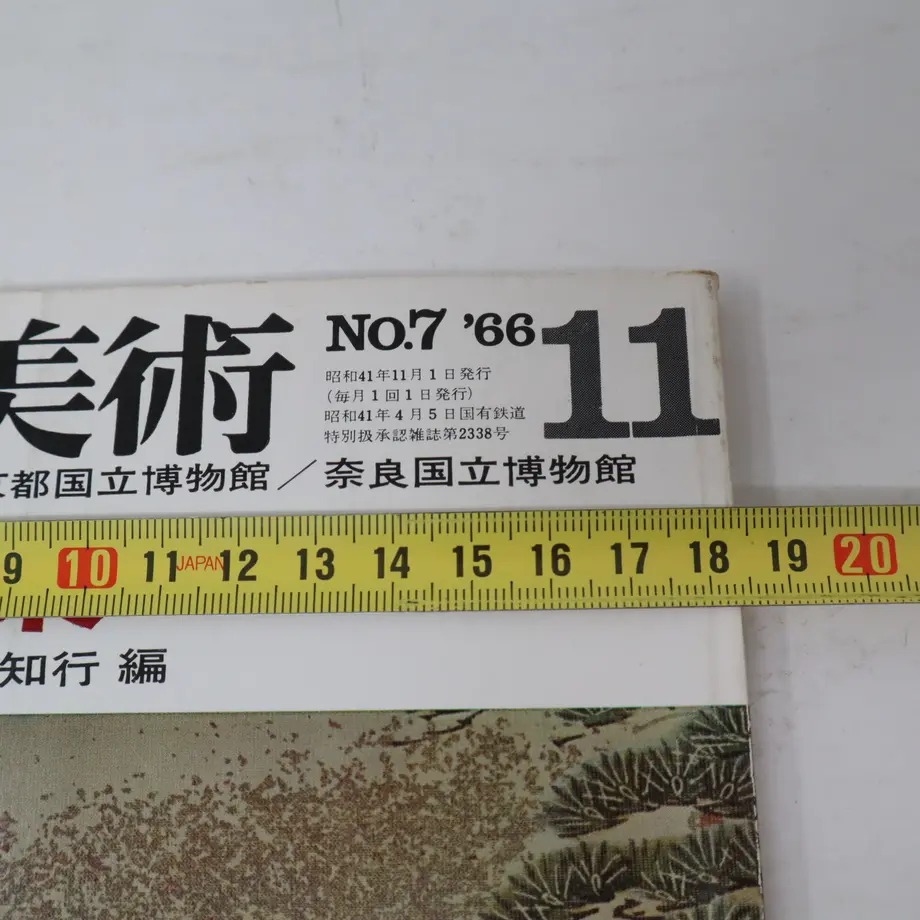 美術 NO.7 '66 11
昭和41年11月1日発行
(毎月1回1日発行)
昭和41年4月5日国有鉄道
特別扱承認雑誌第2338号
都国立博物館/奈良国立博物館
9 10 11 JAPAN 12 13 14 15 16 17 18 19 20
知行 編